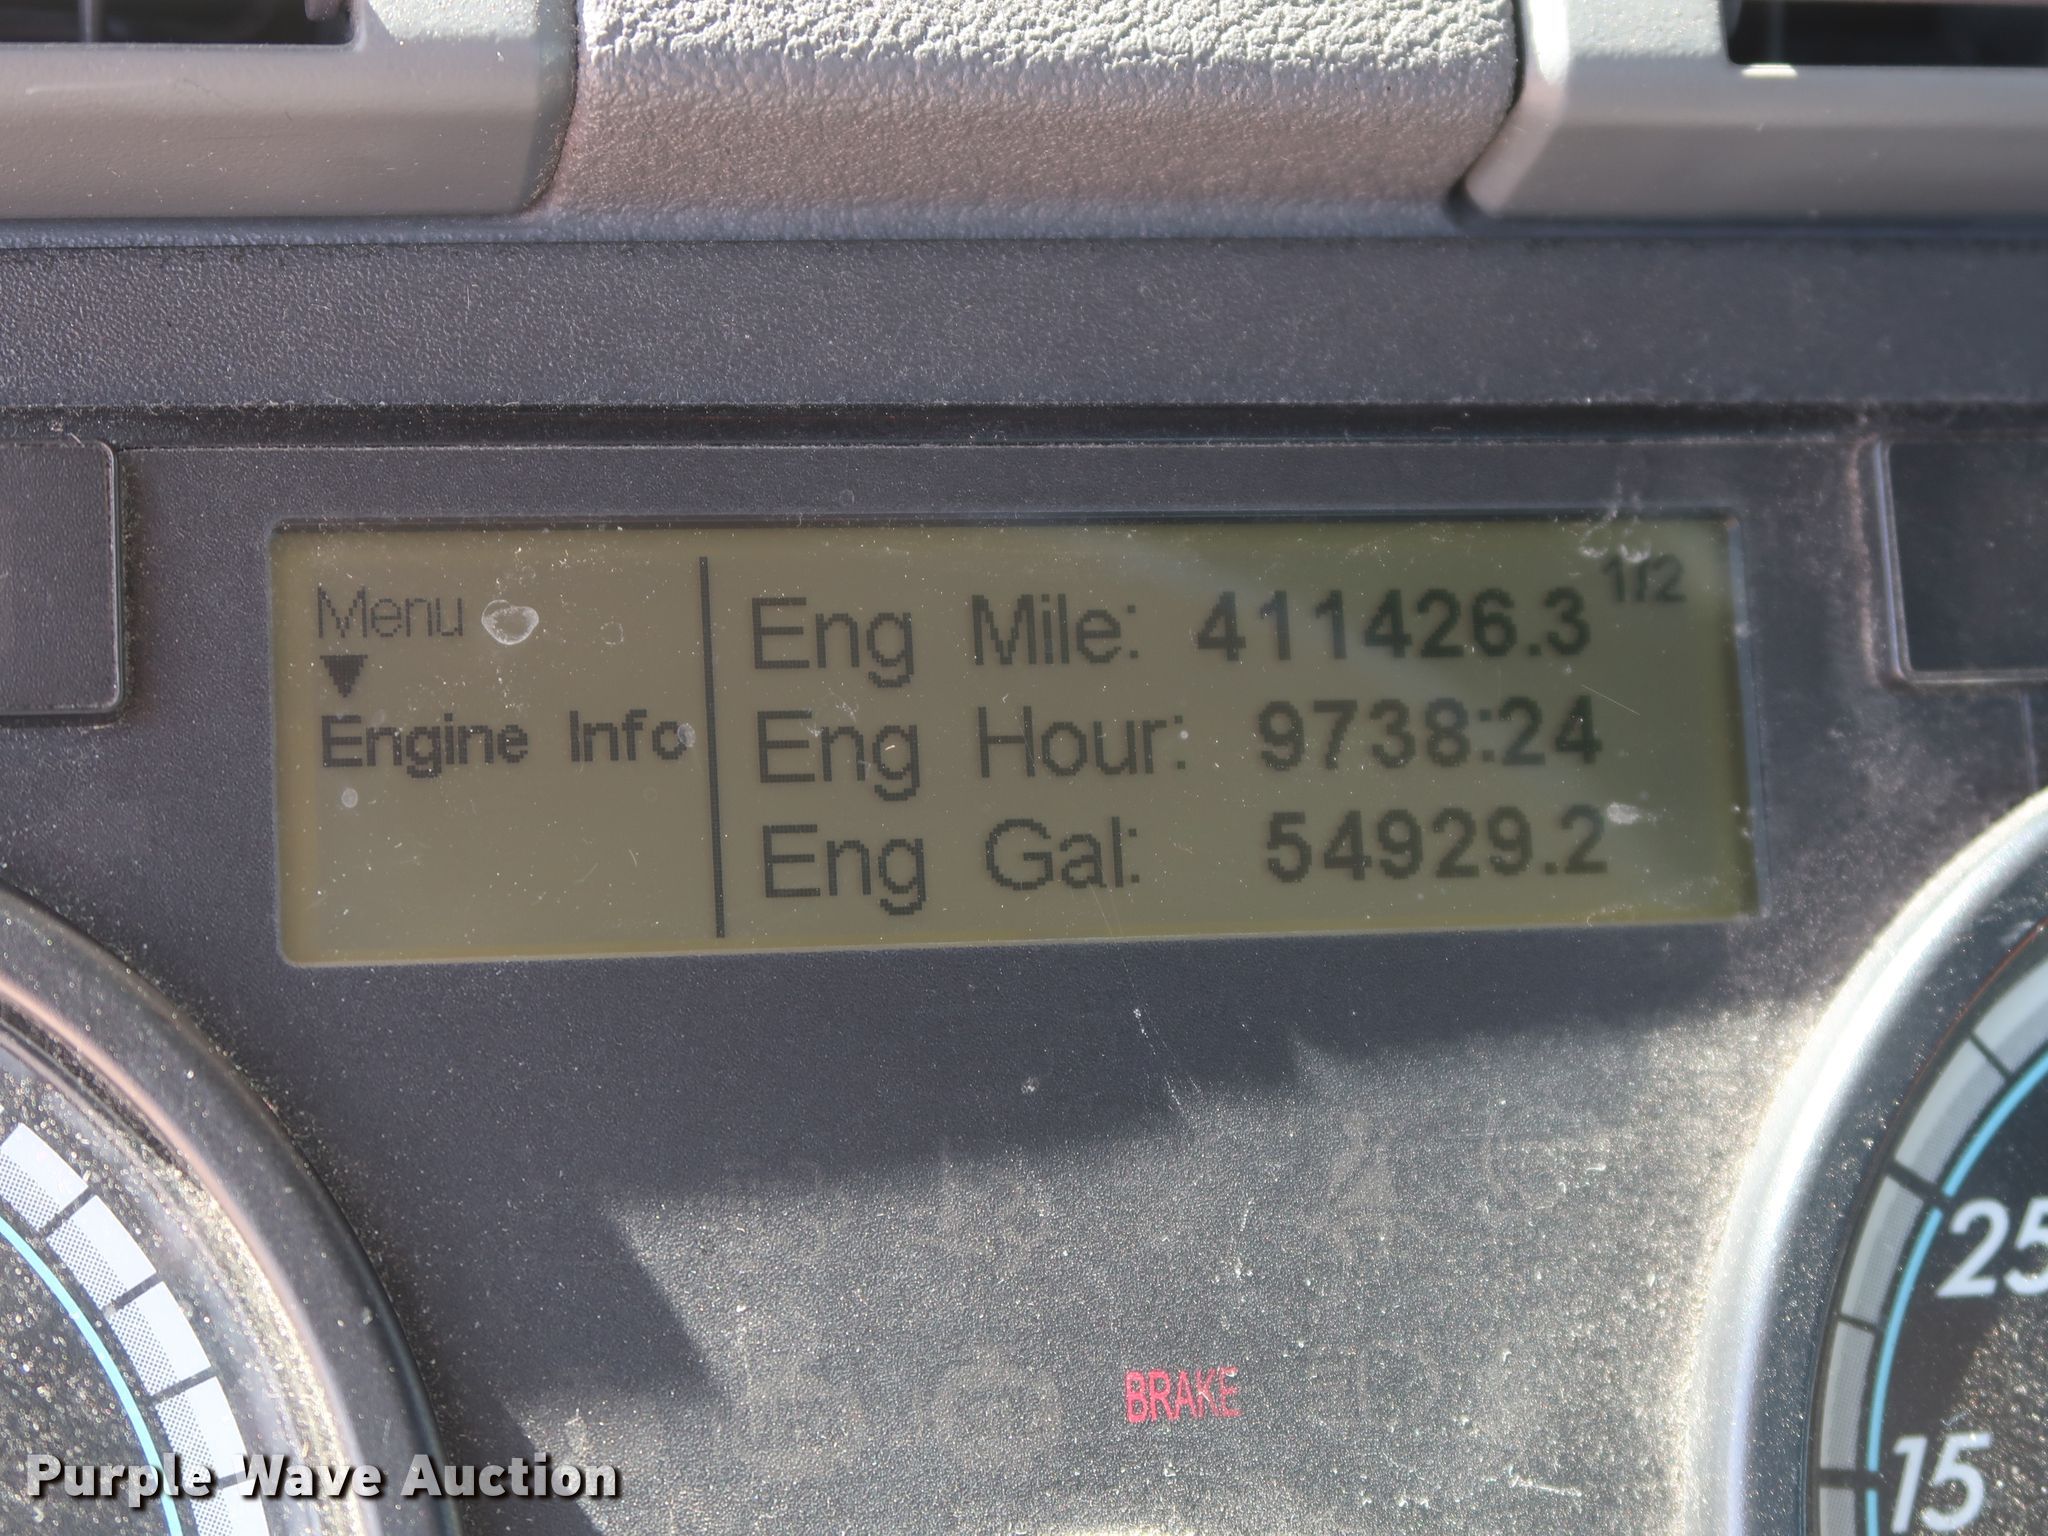 Menu
Engine Info
1/2
Eng Mile: 411426.3
Eng Hour: 9738:24
Eng Gal: 54929.2
BRAKE
25
15
Purple Wave Auction